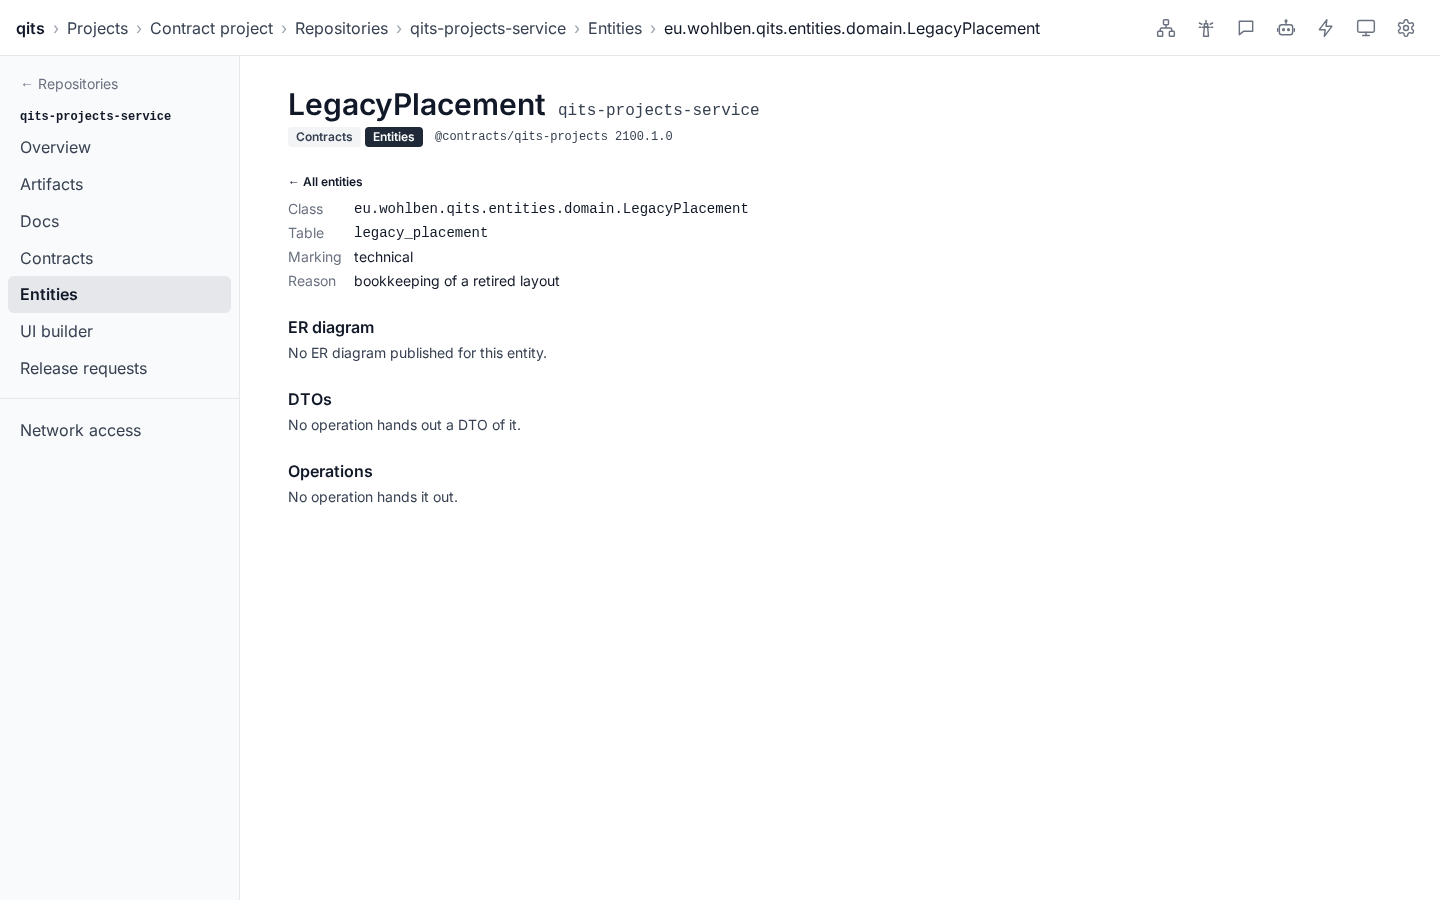 qits › Projects › Contract project › Repositories › qits-projects-service › Entities › eu.wohlben.qits.entities.domain.LegacyPlacement
← Repositories
qits-projects-service
Overview
Artifacts
Docs
Contracts
Entities
UI builder
Release requests
Network access
LegacyPlacement qits-projects-service
Contracts Entities @contracts/qits-projects 2100.1.0
← All entities
Class eu.wohlben.qits.entities.domain.LegacyPlacement
Table legacy_placement
Marking technical
Reason bookkeeping of a retired layout
ER diagram
No ER diagram published for this entity.
DTOs
No operation hands out a DTO of it.
Operations
No operation hands it out.